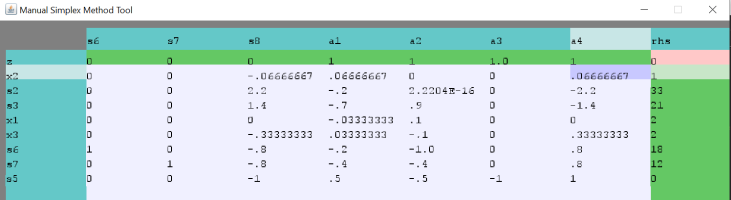 Manual Simplex Method Tool
s6 s7 s8 a1 a2 a3 a4 rhs
z 0 0 0 1 1 1.0 1 0
x2 0 0 -.06666667 .06666667 0 0 .06666667 1
s2 0 0 2.2 -.2 2.2204E-16 0 -2.2 33
s3 0 0 1.4 -.7 .9 0 -1.4 21
x1 0 0 0 -.03333333 .1 0 0 2
x3 0 0 -.33333333 .03333333 -.1 0 .33333333 2
s6 1 0 -.8 -.2 -1.0 0 .8 18
s7 0 1 -.8 -.4 -.4 0 .8 12
s5 0 0 -1 .5 -.5 -1 1 0